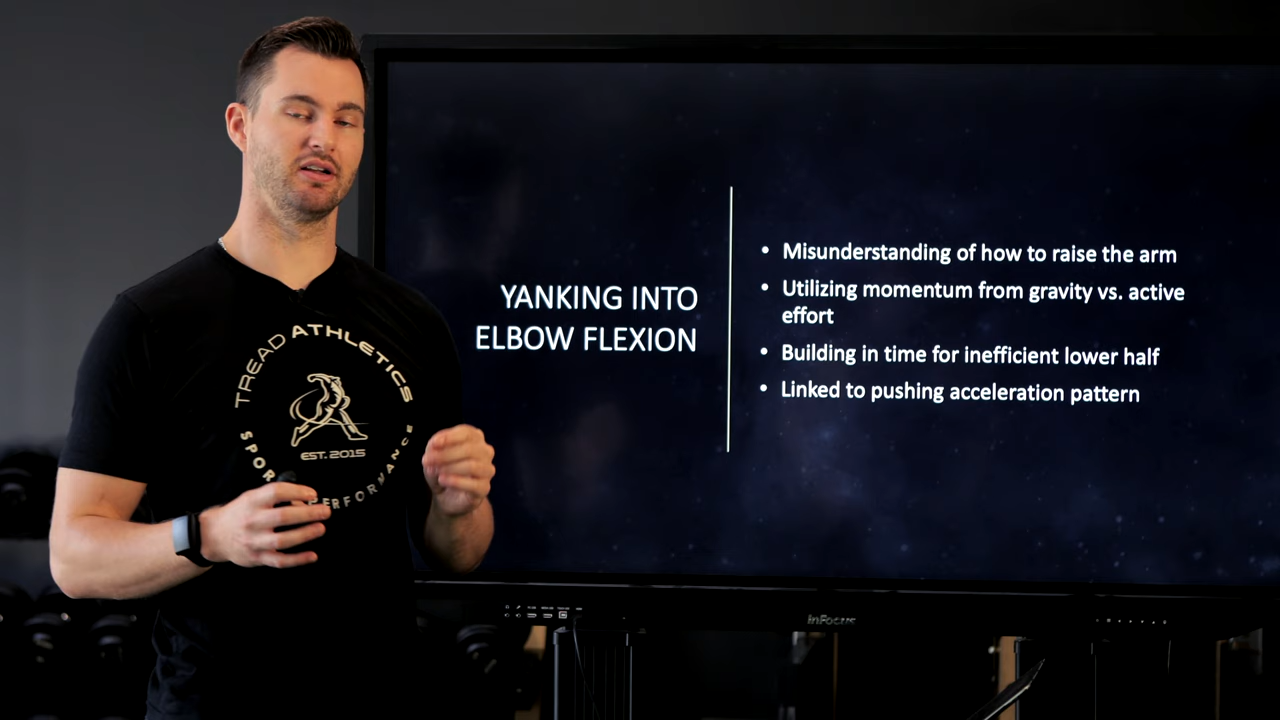 YANKING INTO
ELBOW FLEXION
• Misunderstanding of how to raise the arm
• Utilizing momentum from gravity vs. active
effort
• Building in time for inefficient lower half
• Linked to pushing acceleration pattern
TREAD ATHLETICS
EST. 2015
InFocus